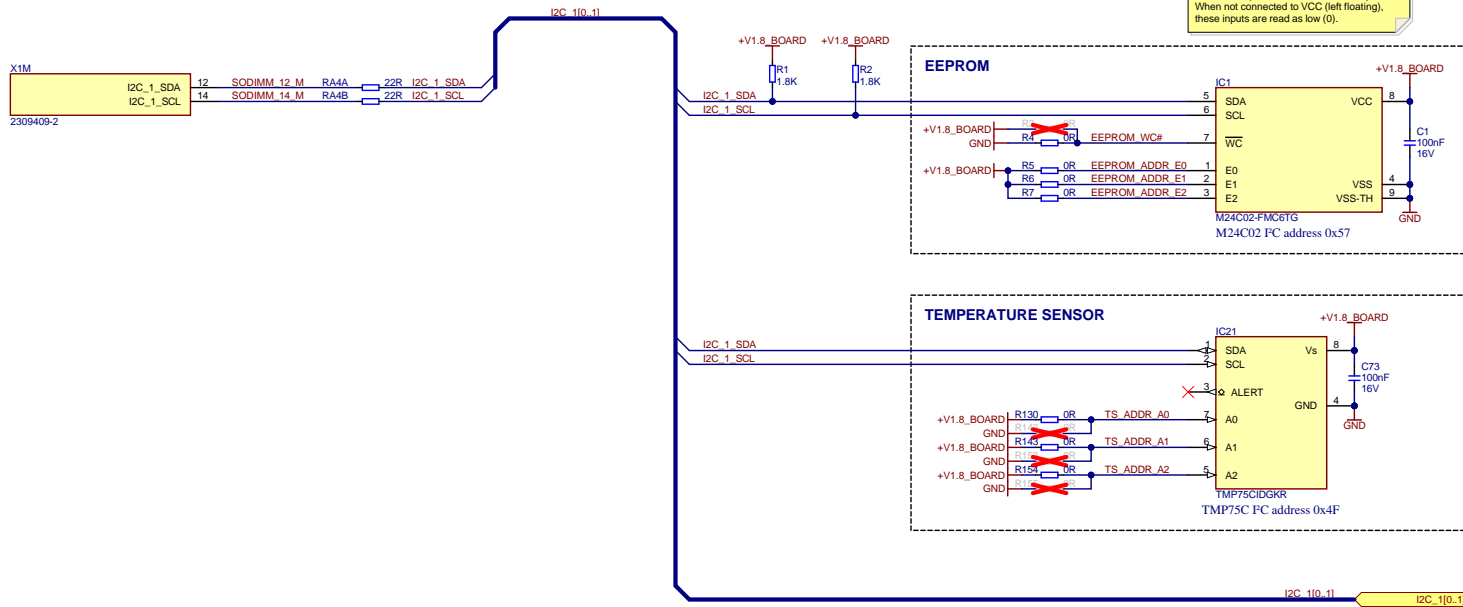 When not connected to VCC (left floating),
these inputs are read as low (0).
I2C_1[0..1]
X1M
I2C_1_SDA 12 SODIMM_12_M RA4A 22R I2C_1_SDA
I2C_1_SCL 14 SODIMM_14_M RA4B 22R I2C_1_SCL
2309409-2
+V1.8_BOARD +V1.8_BOARD
R1
1.8K
R2
1.8K
I2C_1_SDA
I2C_1_SCL
EEPROM
IC1
+V1.8_BOARD
5 SDA VCC 8
6 SCL
C1
100nF
16V
+V1.8_BOARD 0R
GND R4 0R EEPROM_WC# 7 WC
+V1.8_BOARD R5 0R EEPROM_ADDR_E0 1 E0
R6 0R EEPROM_ADDR_E1 2 E1 VSS 4
R7 0R EEPROM_ADDR_E2 3 E2 VSS-TH 9
GND
M24C02-FMC6TG
M24C02 I²C address 0x57
TEMPERATURE SENSOR
IC21
+V1.8_BOARD
I2C_1_SDA 1 SDA Vs 8
I2C_1_SCL 2 SCL
C73
100nF
16V
3 ALERT
GND 4
GND
+V1.8_BOARD R130 0R TS_ADDR_A0 7 A0
GND 0R
+V1.8_BOARD R143 0R TS_ADDR_A1 6 A1
GND 0R
+V1.8_BOARD R154 0R TS_ADDR_A2 5 A2
GND 0R
TMP75CIDGKR
TMP75C I²C address 0x4F
I2C_1[0..1] I2C_1[0..1